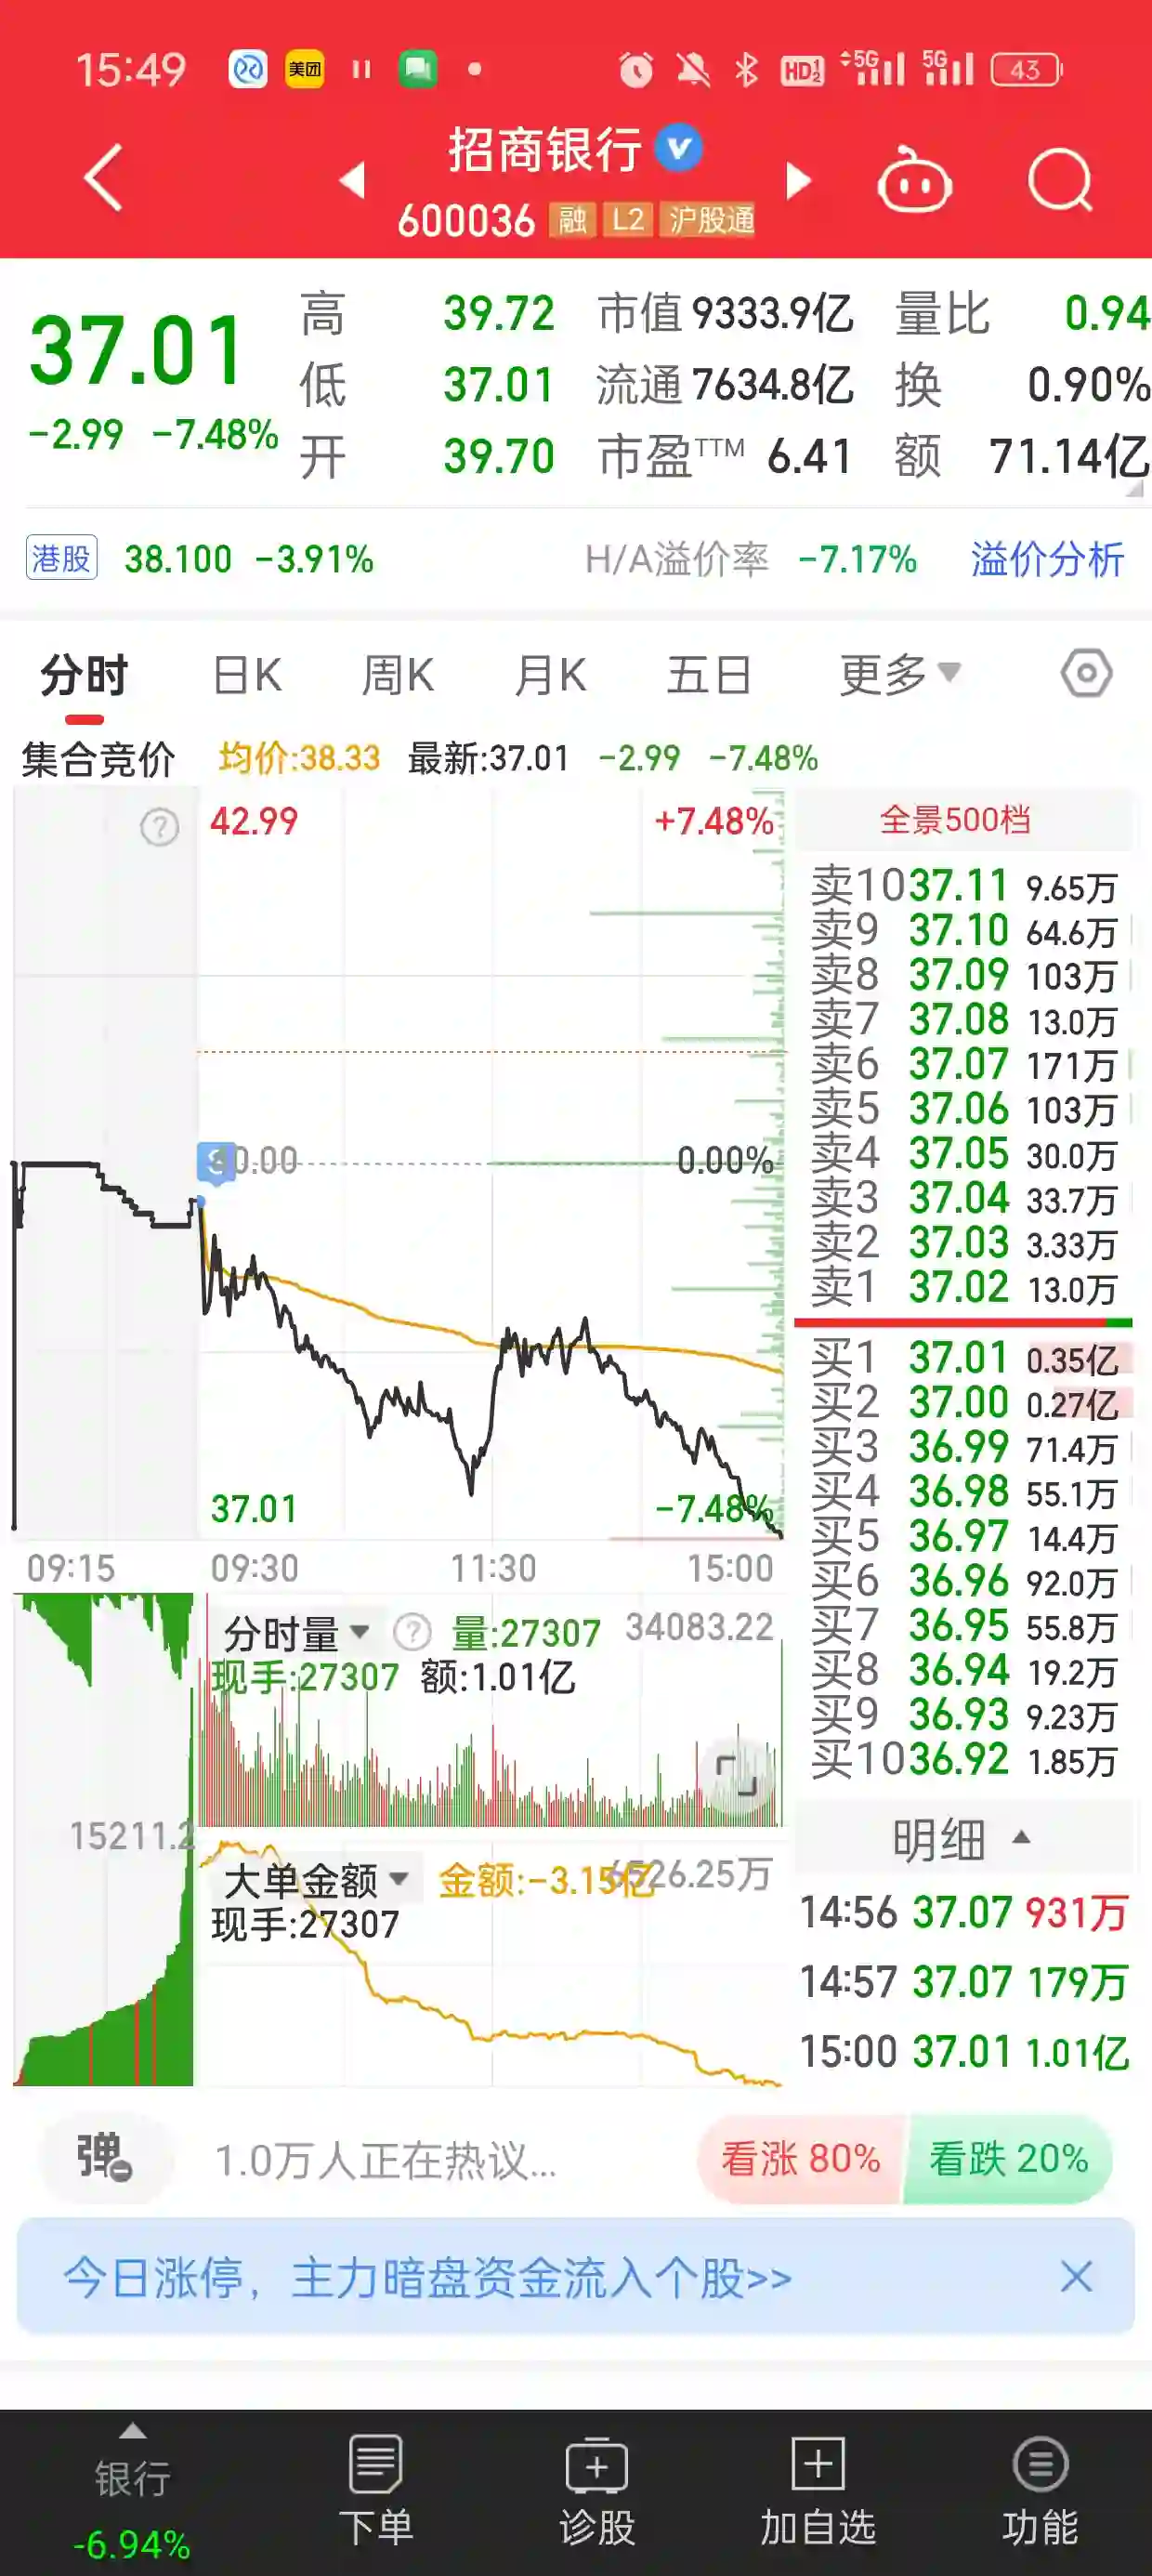 15:49 美团 HD 5G 5G 43
招商银行
600036 融 L2 沪股通
37.01
-2.99 -7.48%
高 39.72 市值 9333.9亿 量比 0.94
低 37.01 流通 7634.8亿 换 0.90%
开 39.70 市盈TTM 6.41 额 71.14亿
港股 38.100 -3.91% H/A溢价率 -7.17% 溢价分析
分时 日K 周K 月K 五日 更多
集合竞价 均价:38.33 最新:37.01 -2.99 -7.48%
42.99 +7.48%
0.00 0.00%
37.01 -7.48%
09:15 09:30 11:30 15:00
全景500档
卖10 37.11 9.65万
卖9 37.10 64.6万
卖8 37.09 103万
卖7 37.08 13.0万
卖6 37.07 171万
卖5 37.06 103万
卖4 37.05 30.0万
卖3 37.04 33.7万
卖2 37.03 3.33万
卖1 37.02 13.0万
买1 37.01 0.35亿
买2 37.00 0.27亿
买3 36.99 71.4万
买4 36.98 55.1万
买5 36.97 14.4万
买6 36.96 92.0万
买7 36.95 55.8万
买8 36.94 19.2万
买9 36.93 9.23万
买10 36.92 1.85万
分时量 ? 量:27307 34083.22
现手:27307 额:1.01亿
15211.2
大单金额 金额:-3.15亿 6526.25万
现手:27307
明细
14:56 37.07 931万
14:57 37.07 179万
15:00 37.01 1.01亿
弹 1.0万人正在热议... 看涨 80% 看跌 20%
今日涨停，主力暗盘资金流入个股>>
银行
-6.94%
下单 诊股 加自选 功能